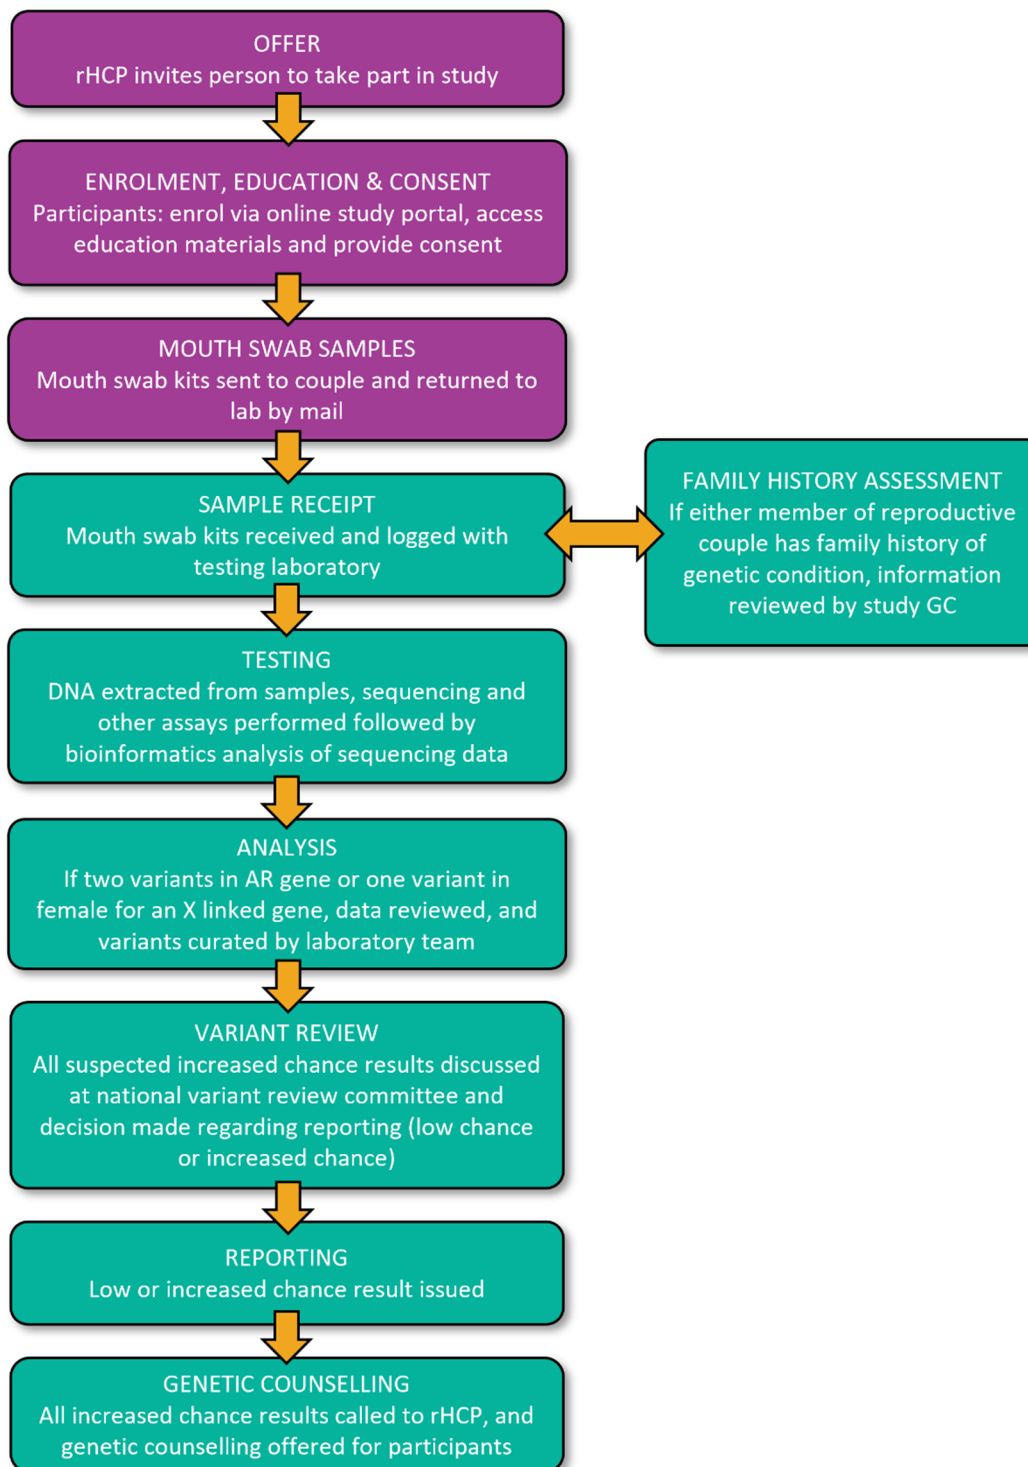 OFFER
rHCP invites person to take part in study
ENROLMENT, EDUCATION & CONSENT
Participants: enrol via online study portal, access
education materials and provide consent
MOUTH SWAB SAMPLES
Mouth swab kits sent to couple and returned to
lab by mail
SAMPLE RECEIPT
Mouth swab kits received and logged with
testing laboratory
FAMILY HISTORY ASSESSMENT
If either member of reproductive
couple has family history of
genetic condition, information
reviewed by study GC
TESTING
DNA extracted from samples, sequencing and
other assays performed followed by
bioinformatics analysis of sequencing data
ANALYSIS
If two variants in AR gene or one variant in
female for an X linked gene, data reviewed, and
variants curated by laboratory team
VARIANT REVIEW
All suspected increased chance results discussed
at national variant review committee and
decision made regarding reporting (low chance
or increased chance)
REPORTING
Low or increased chance result issued
GENETIC COUNSELLING
All increased chance results called to rHCP, and
genetic counselling offered for participants